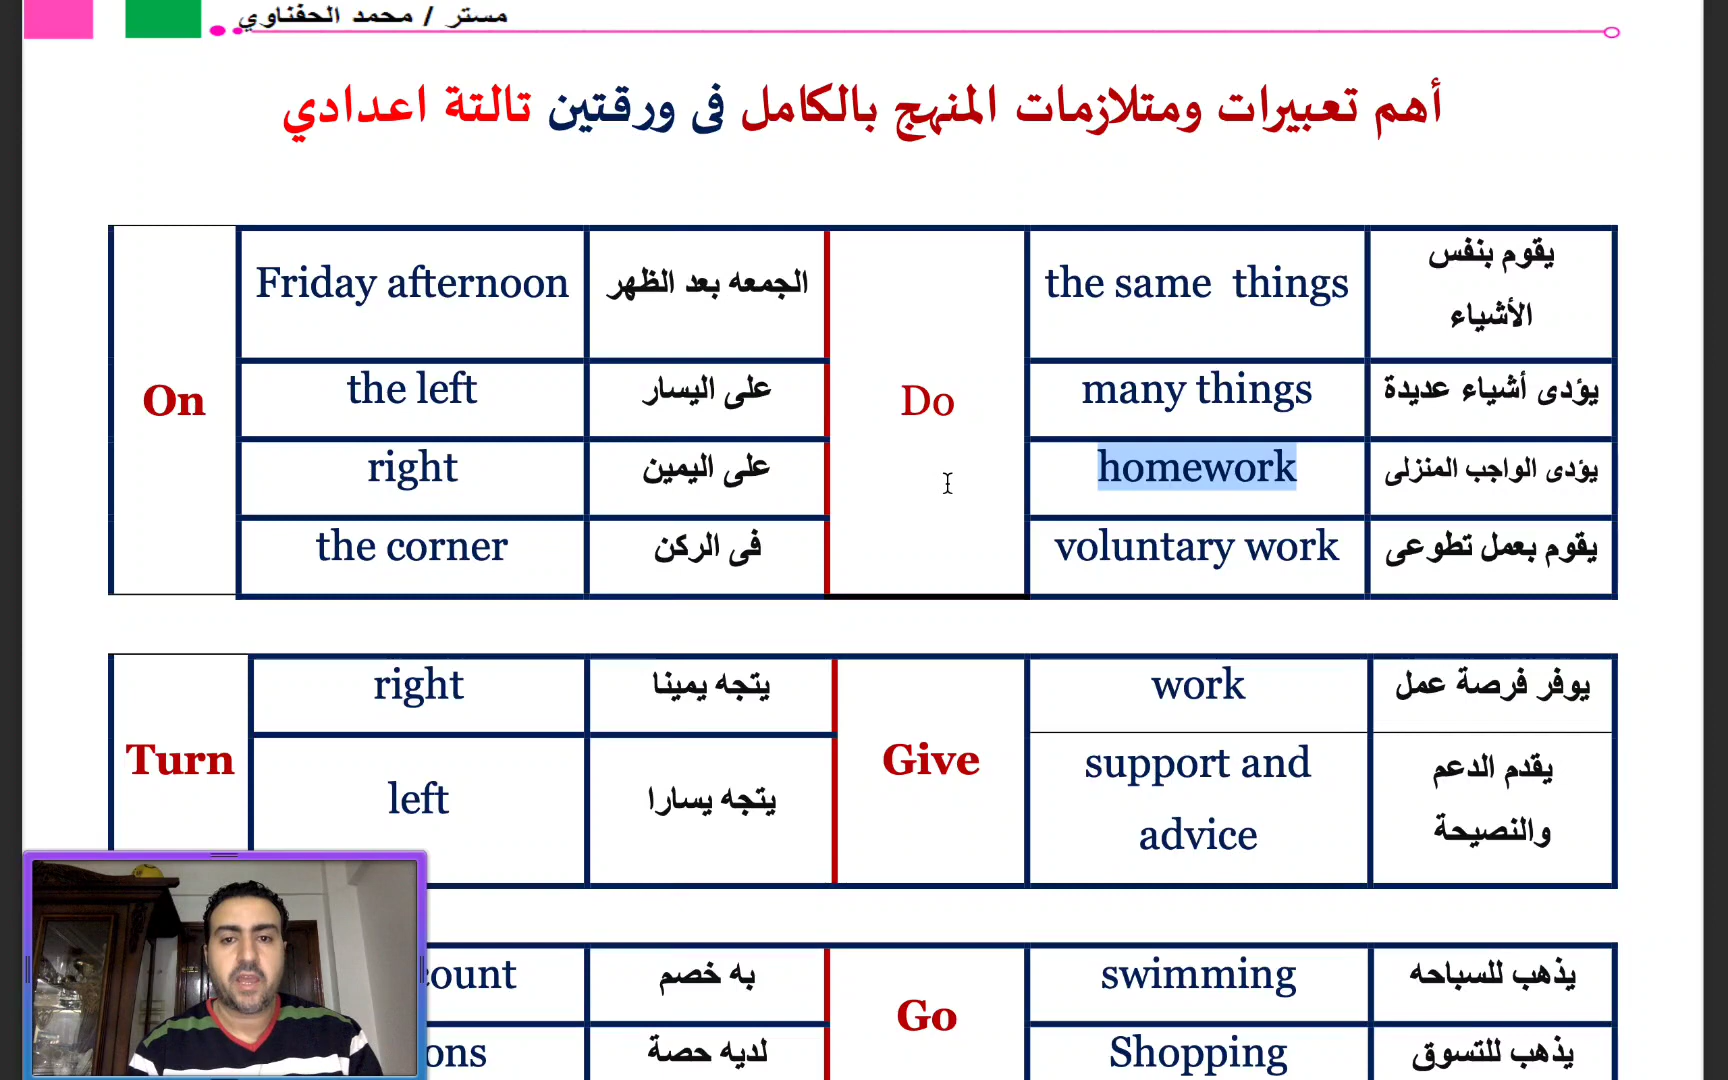 مستر / محمد الحفناوي
أهم تعبيرات ومتلازمات المنهج بالكامل فى ورقتين تالتة اعدادي
On
Friday afternoon
الجمعه بعد الظهر
the left
على اليسار
right
على اليمين
the corner
فى الركن
Do
the same things
يقوم بنفس
الأشياء
many things
يؤدى أشياء عديدة
homework
يؤدى الواجب المنزلى
voluntary work
يقوم بعمل تطوعى
Turn
right
يتجه يمينا
left
يتجه يسارا
Give
work
يوفر فرصة عمل
support and
advice
يقدم الدعم
والنصيحة
count
به خصم
ons
لديه حصة
Go
swimming
يذهب للسباحه
Shopping
يذهب للتسوق